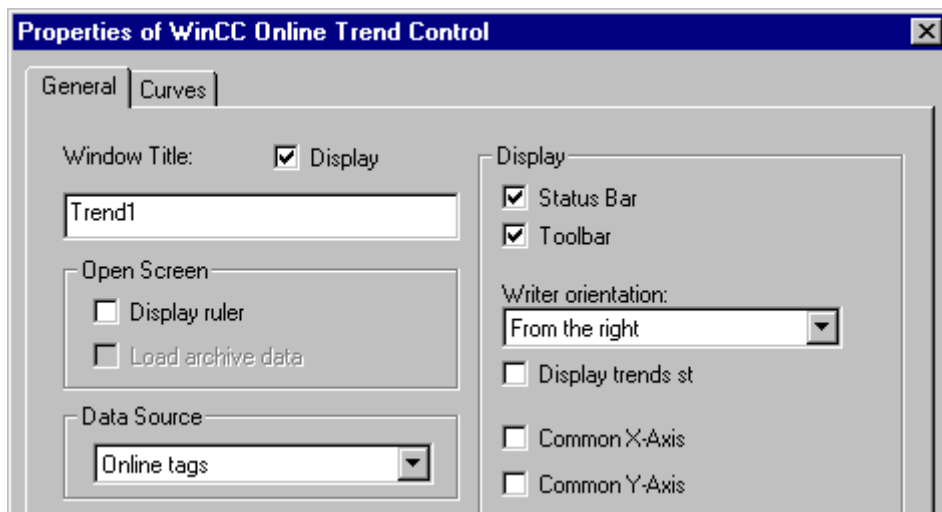 Properties of WinCC Online Trend Control
General
Curves
Window Title:
Display
Trend1
Open Screen
Display ruler
Load archive data
Data Source
Online tags
Display
Status Bar
Toolbar
Writer orientation:
From the right
Display trends st
Common X-Axis
Common Y-Axis